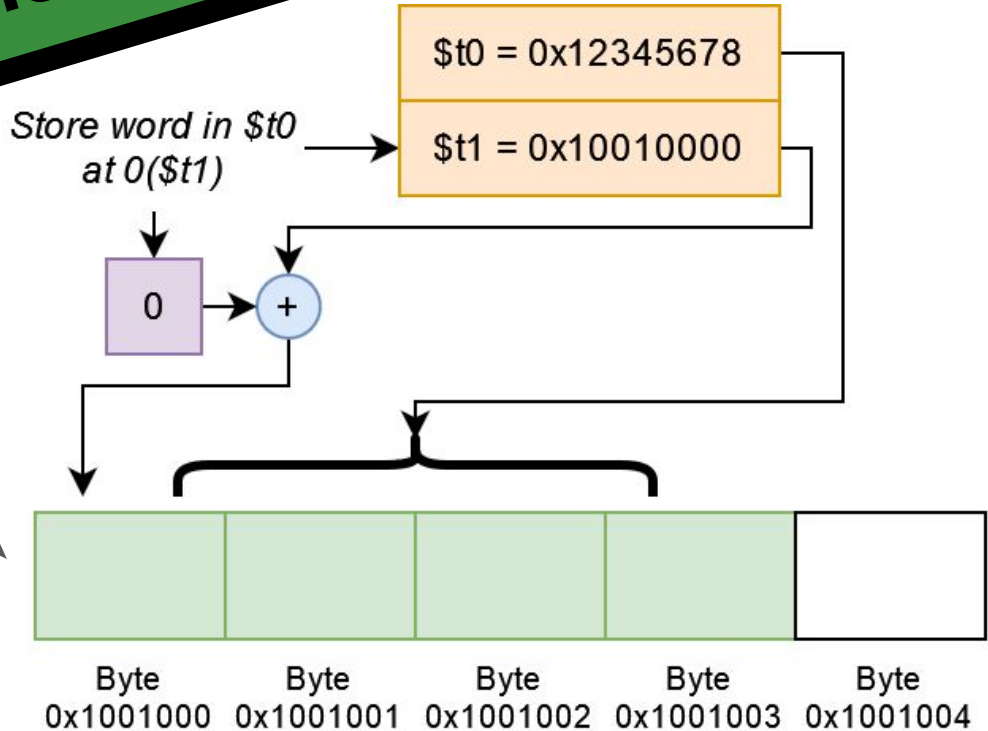 $t0 = 0x12345678
Store word in $t0
at 0($t1)
$t1 = 0x10010000
0
+
Byte
0x1001000
Byte
0x1001001
Byte
0x1001002
Byte
0x1001003
Byte
0x1001004